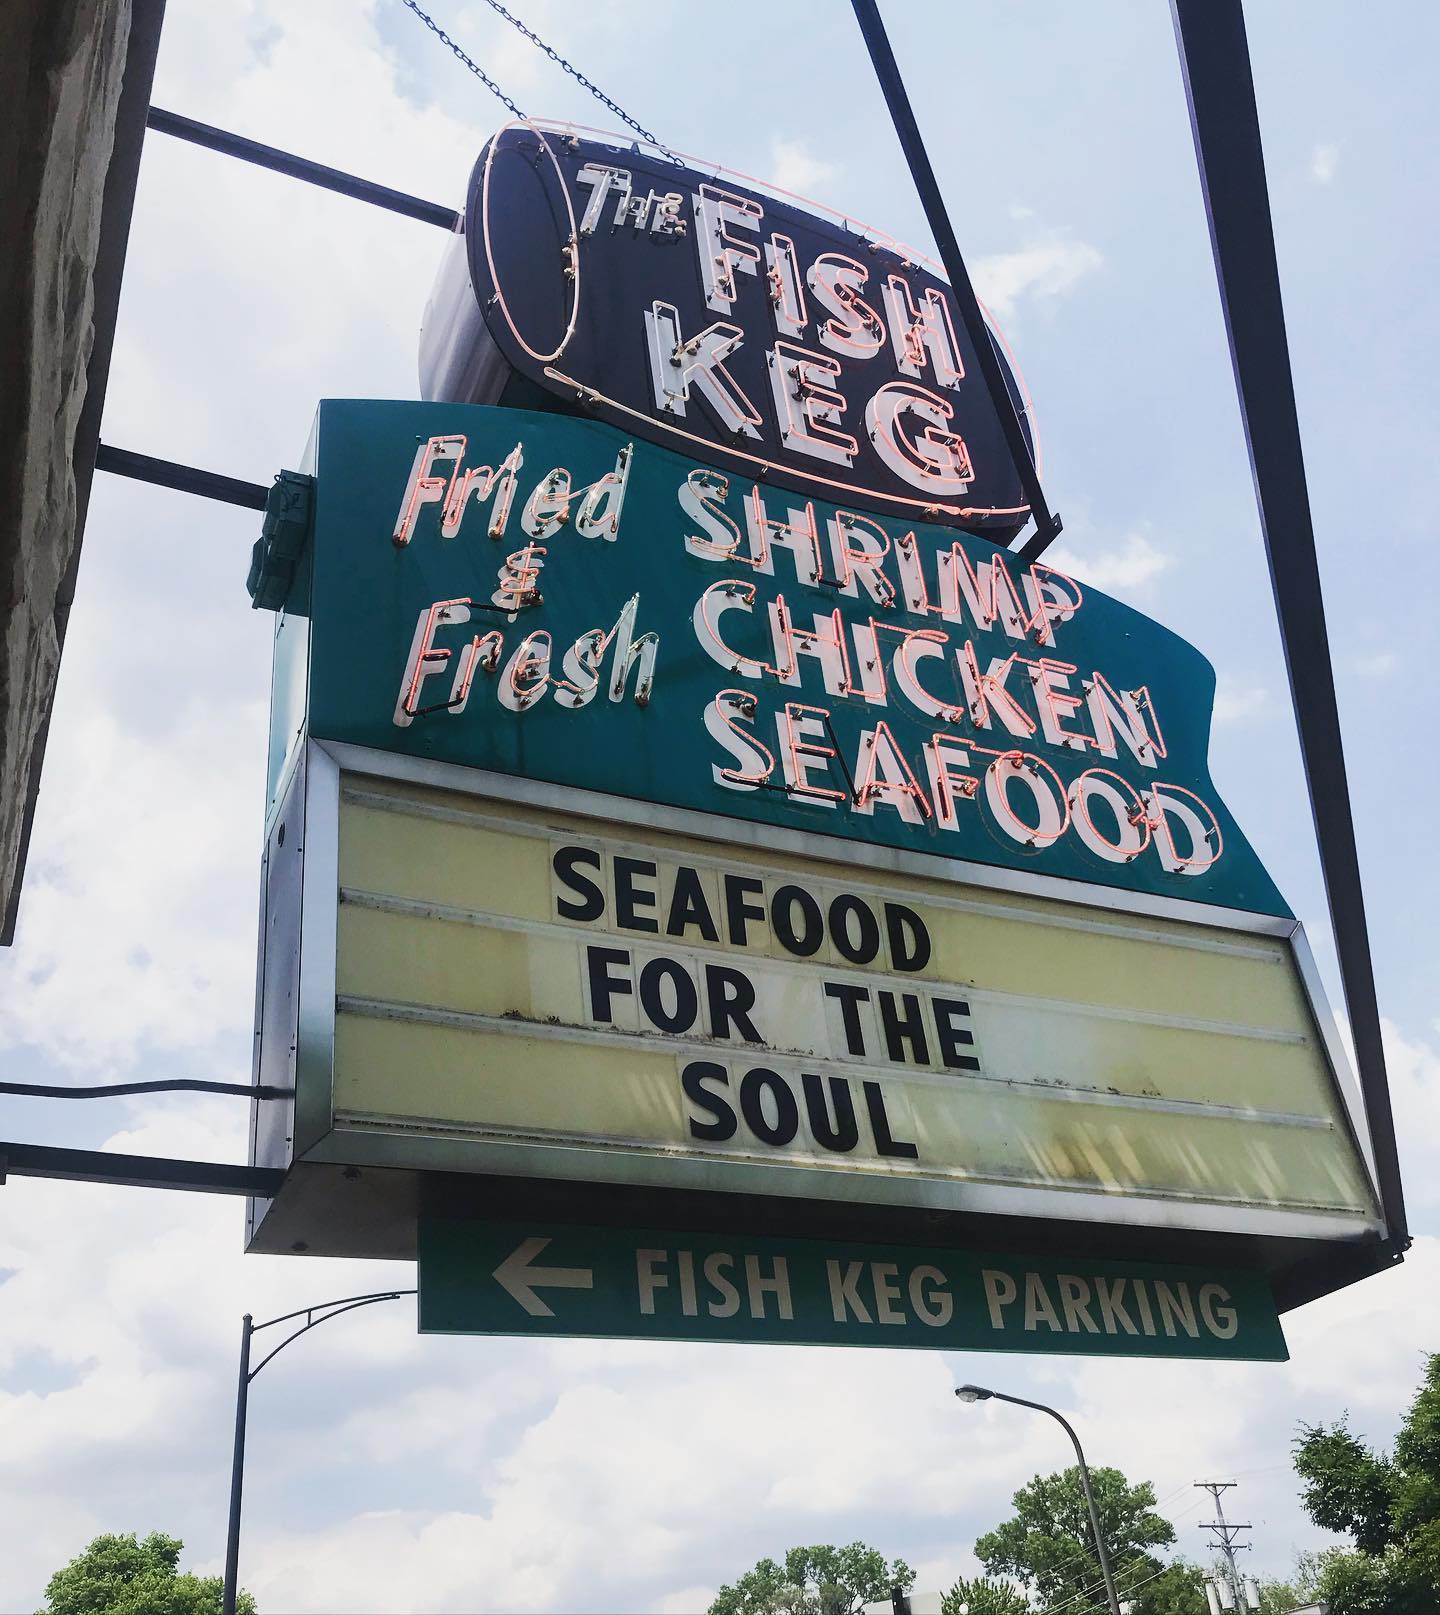 THE FISH
KEG
Fried & Fresh
SHRIMP
CHICKEN
SEAFOOD
SEAFOOD
FOR THE
SOUL
← FISH KEG PARKING